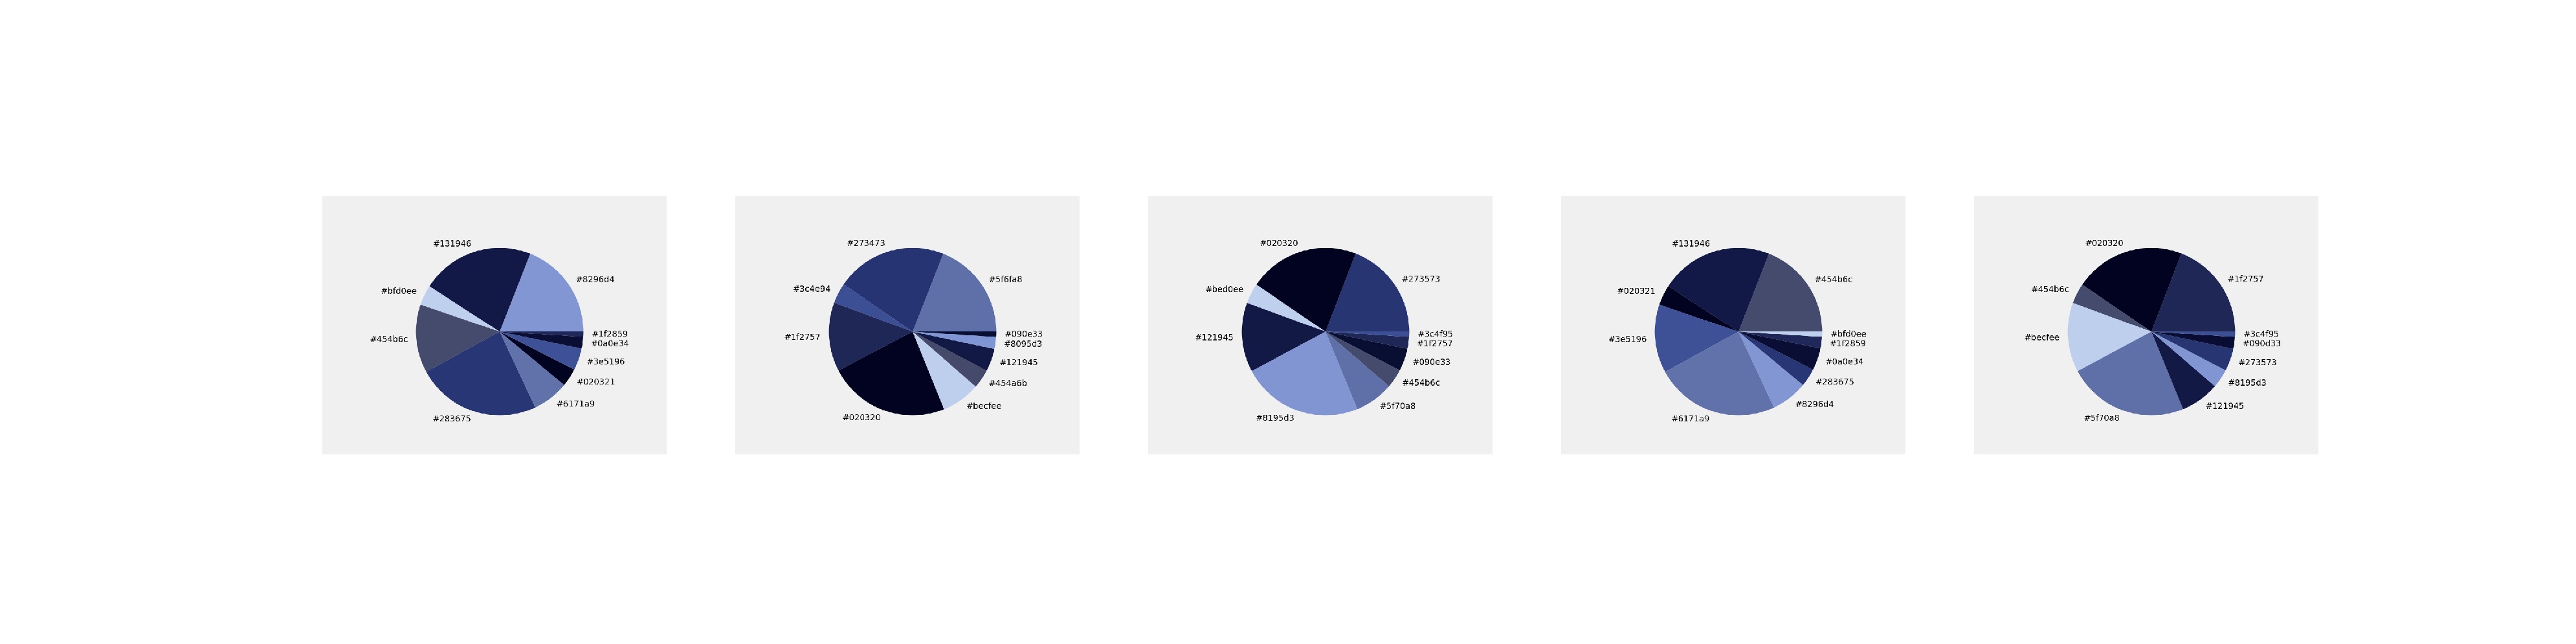 #131946
#8296d4
#bfd0ee
#454b6c
#1f2859
#0a0e34
#3e5196
#020321
#6171a9
#283675
#273473
#5f6fa8
#3c4e94
#1f2757
#090e33
#8095d3
#121945
#454a6b
#becfee
#020320
#020320
#273573
#bed0ee
#121945
#3c4f95
#1f2757
#090e33
#454b6c
#5f70a8
#8195d3
#131946
#454b6c
#020321
#3e5196
#bfd0ee
#1f2859
#0a0e34
#283675
#8296d4
#6171a9
#020320
#1f2757
#454b6c
#becfee
#3c4f95
#090d33
#273573
#8195d3
#121945
#5f70a8